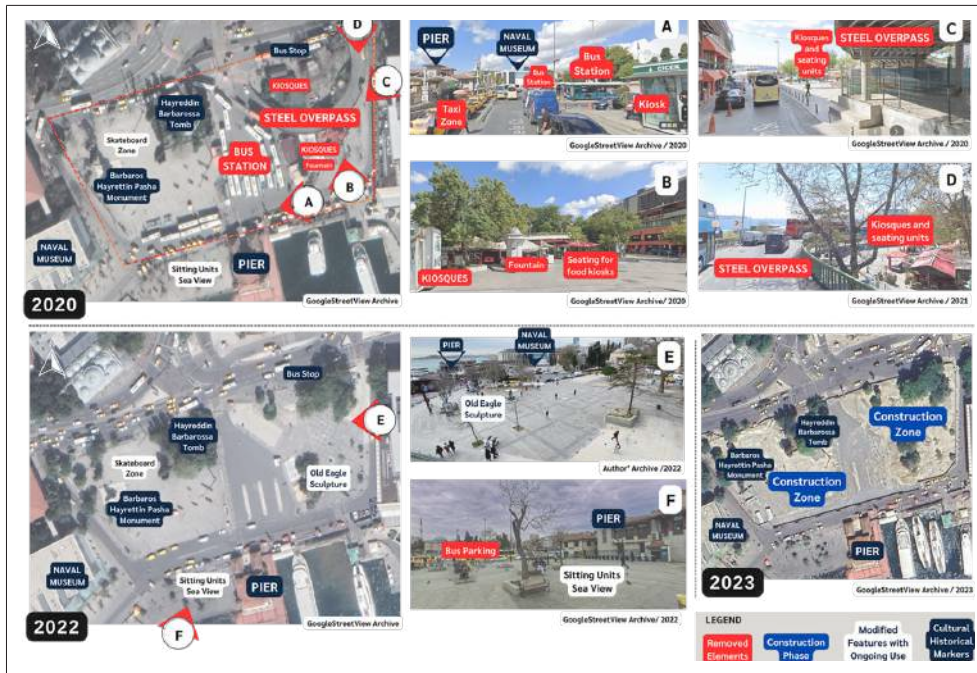 D
Bus Stop
C
KIOSQUES
Hayreddin
Barbarossa
Tomb
STEEL OVERPASS
Skateboard
Zone
BUS
STATION
KIOSQUES
Fountain
Barbaros
Hayrettin Pasha
Monument
B
A
NAVAL
MUSEUM
PIER
Sitting Units
Sea View
2020
GoogleStreetView Archive
A
PIER
NAVAL
MUSEUM
Bus
Station
Bus
Station
Taxi
Zone
Kiosk
GoogleStreetView Archive / 2020
C
Kiosques
and
seating
units
STEEL OVERPASS
GoogleStreetView Archive / 2020
B
KIOSQUES
Fountain
Seating for
food kiosks
GoogleStreetView Archive/ 2020
D
Kiosques and
seating units
STEEL OVERPASS
GoogleStreetView Archive / 2021
Bus Stop
Hayreddin
Barbarossa
Tomb
E
Skateboard
Zone
Old Eagle
Sculpture
Barbaros
Hayrettin Pasha
Monument
NAVAL
MUSEUM
Sitting Units
Sea View
PIER
2022
F
GoogleStreetView Archive
E
PIER
NAVAL
MUSEUM
Old Eagle
Sculpture
Author' Archive /2022
F
PIER
Bus Parking
Sitting Units
Sea View
GoogleStreetView Archive/ 2022
Construction
Zone
Hayreddin
Barbarossa
Tomb
Barbaros
Hayrettin Pasha
Monument
Construction
Zone
NAVAL
MUSEUM
PIER
2023
GoogleStreetView Archive / 2023
LEGEND
Removed
Elements
Construction
Phase
Modified
Features with
Ongoing Use
Cultural
Historical
Markers